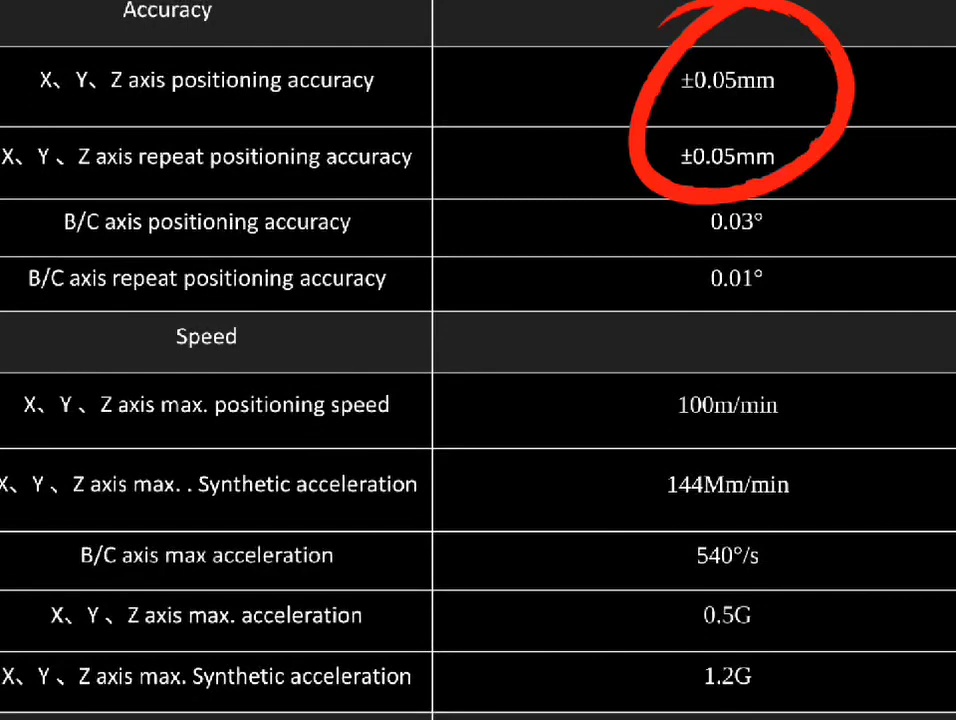 Accuracy
X、Y、Z axis positioning accuracy
±0.05mm
X、Y 、Z axis repeat positioning accuracy
±0.05mm
B/C axis positioning accuracy
0.03°
B/C axis repeat positioning accuracy
0.01°
Speed
X、Y 、Z axis max. positioning speed
100m/min
X、Y 、Z axis max. . Synthetic acceleration
144Mm/min
B/C axis max acceleration
540°/s
X、Y 、Z axis max. acceleration
0.5G
X、Y 、Z axis max. Synthetic acceleration
1.2G